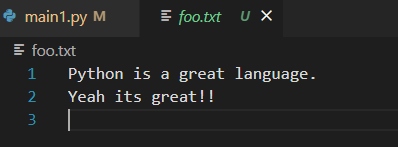 main1.py M
foo.txt U
foo.txt
1 Python is a great language.
2 Yeah its great!!
3